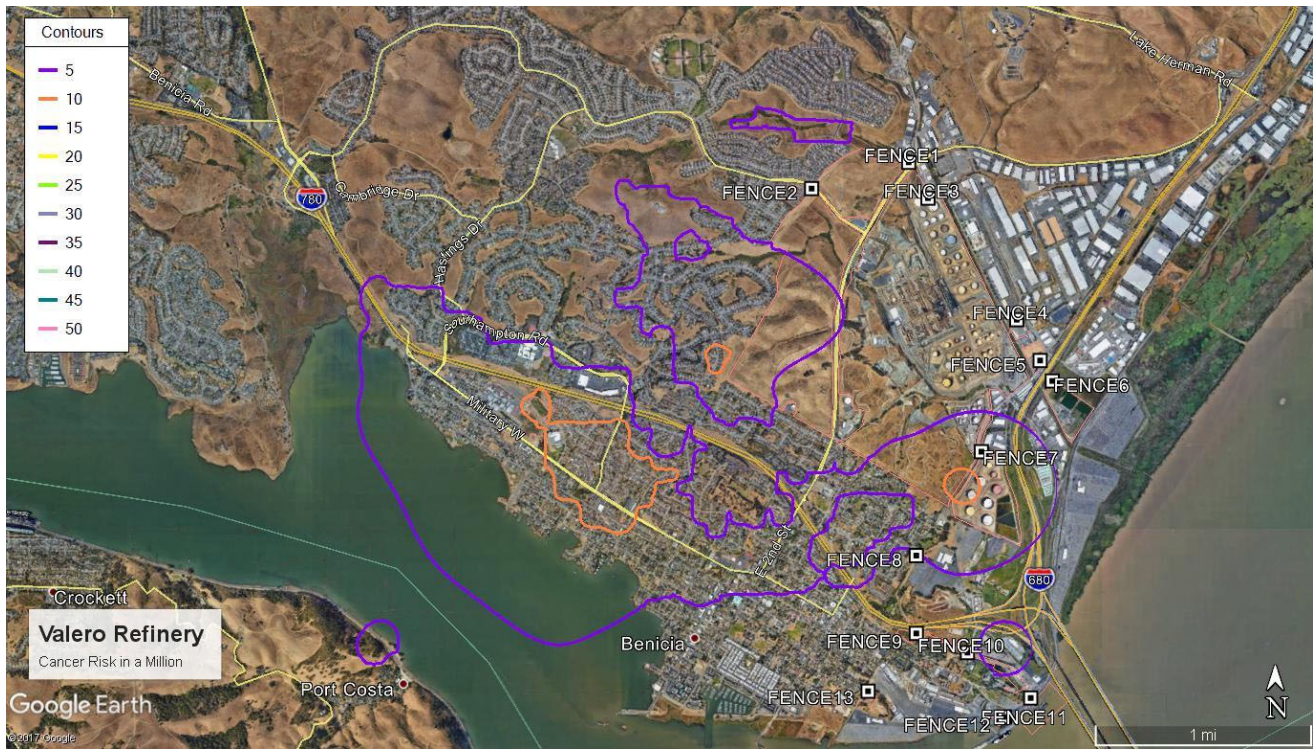 Contours
5
10
15
20
25
30
35
40
45
50
Benicia Rd
Lake Herman Rd
FENCE1
FENCE2
FENCE3
780
Cambridge Dr
Hastings Dr
Southampton Rd
FENCE4
FENCE5
FENCE6
Military W
FENCE7
E 2nd St
FENCE8
680
Crockett
Valero Refinery
Cancer Risk in a Million
Benicia
FENCE9
FENCE10
Port Costa
FENCE13
FENCE12
FENCE11
N
Google Earth
©2017 Google
1 mi